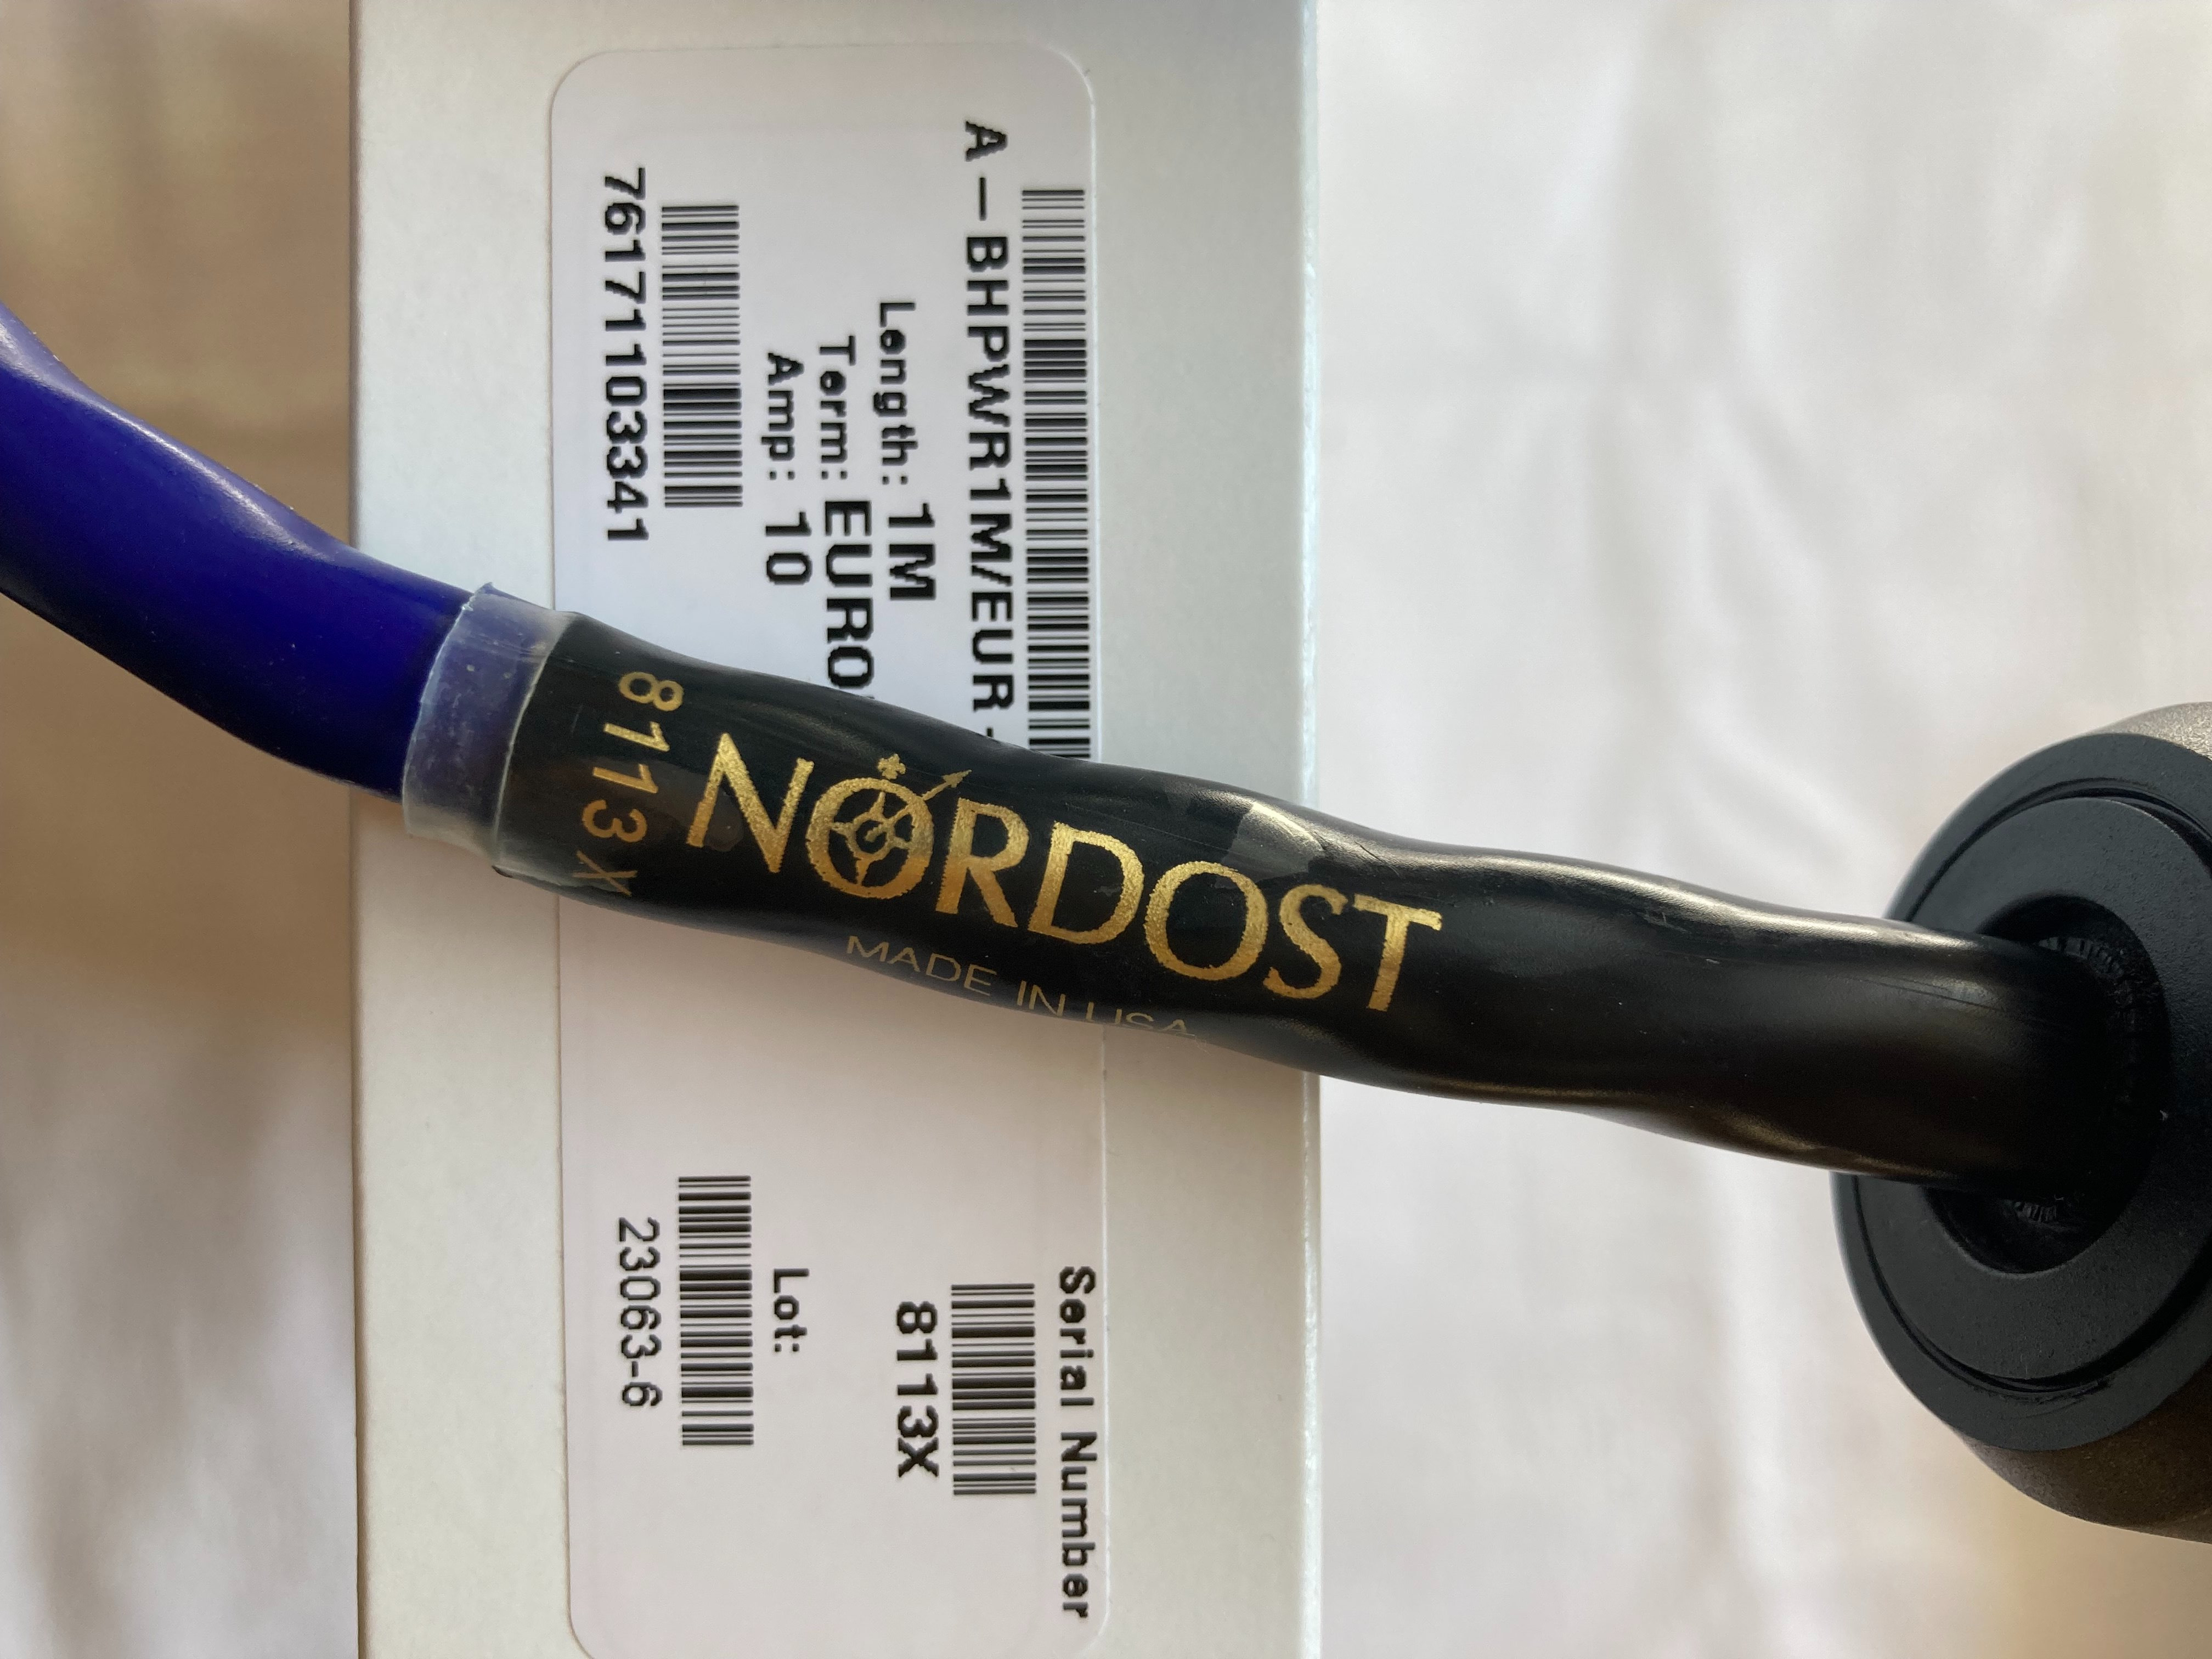 A-BHPWR1M/EUR-
Length: 1M
Term: EURO
Amp: 10
761711103341
Serial Number
8113X
Lot:
23063-6
8113X
NORDOST
MADE IN USA